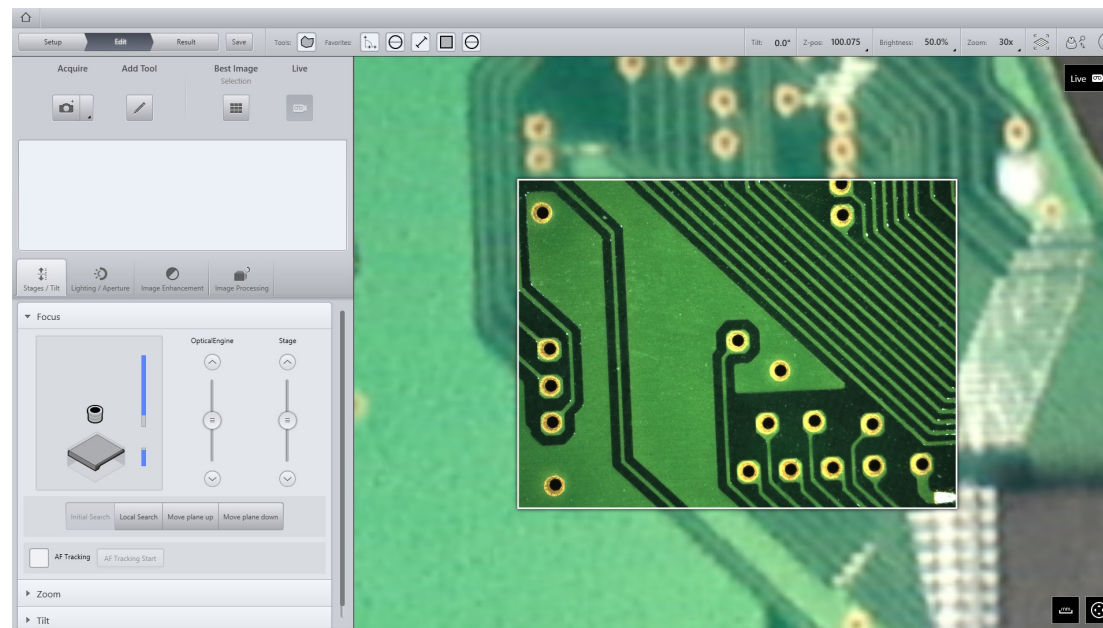 Setup Edit Result Save Tools: Favorites: Tilt: 0.0° Z-pos: 100.075 Brightness: 50.0% Zoom: 30x
Acquire Add Tool Best Image Live
Selection
Live
Stages / Tilt Lighting / Aperture Image Enhancement Image Processing
Focus
OpticalEngine Stage
Initial Search Local Search Move plane up Move plane down
AF Tracking AF Tracking Start
Zoom
Tilt